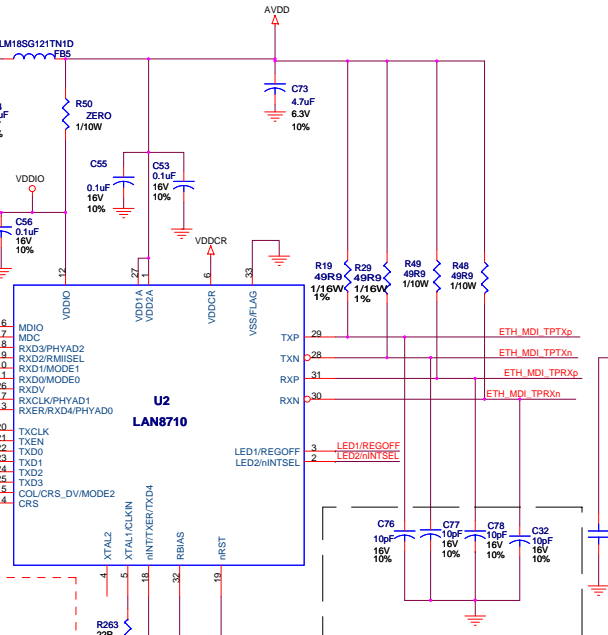 AVDD
LM18SG121TN1D
FB5
R50
ZERO
1/10W
C73
4.7uF
6.3V
10%
C55
0.1uF
16V
10%
C53
0.1uF
16V
10%
VDDIO
C56
0.1uF
16V
10%
VDDCR
12
27
1
6
33
VDDIO
VDD1A
VDD2A
VDDCR
VSS/FLAG
R19
49R9
1/16W
1%
R29
49R9
1/16W
1%
R49
49R9
1/10W
R48
49R9
1/10W
MDIO
MDC
RXD3/PHYAD2
RXD2/RMIISEL
RXD1/MODE1
RXD0/MODE0
RXDV
RXCLK/PHYAD1
RXER/RXD4/PHYAD0
TXCLK
TXEN
TXD0
TXD1
TXD2
TXD3
COL/CRS_DV/MODE2
CRS
U2
LAN8710
TXP 29 ETH_MDI_TPTXp
TXN 28 ETH_MDI_TPTXn
RXP 31 ETH_MDI_TPRXp
RXN 30 ETH_MDI_TPRXn
LED1/REGOFF 3 LED1/REGOFF
LED2/nINTSEL 2 LED2/nINTSEL
XTAL2
XTAL1/CLKIN
nINT/TXER/TXD4
RBIAS
nRST
4
5
18
32
19
C76
10pF
16V
10%
C77
10pF
16V
10%
C78
10pF
16V
10%
C32
10pF
16V
10%
R263